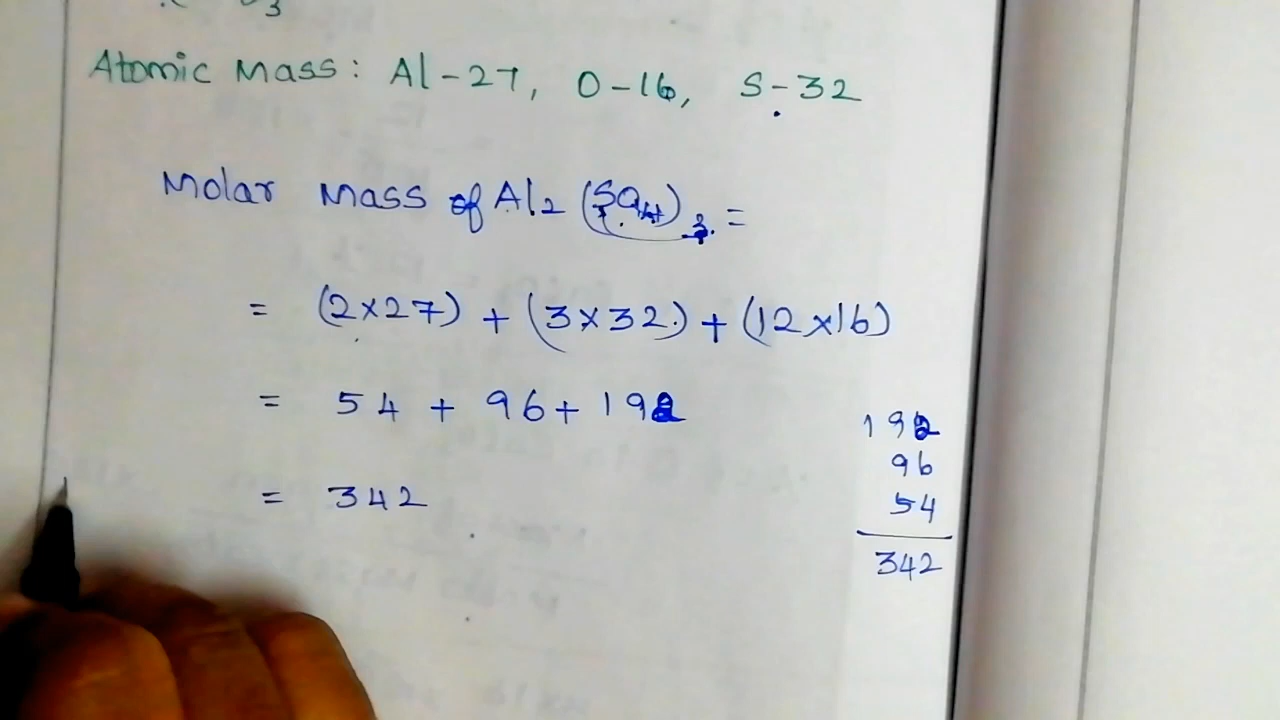 3
Atomic Mass: Al-27, O-16, S-32
Molar Mass of Al2 (SO4)3 =
= (2×27) + (3×32) + (12×16)
= 54 + 96 + 192
= 342
192
96
54
342